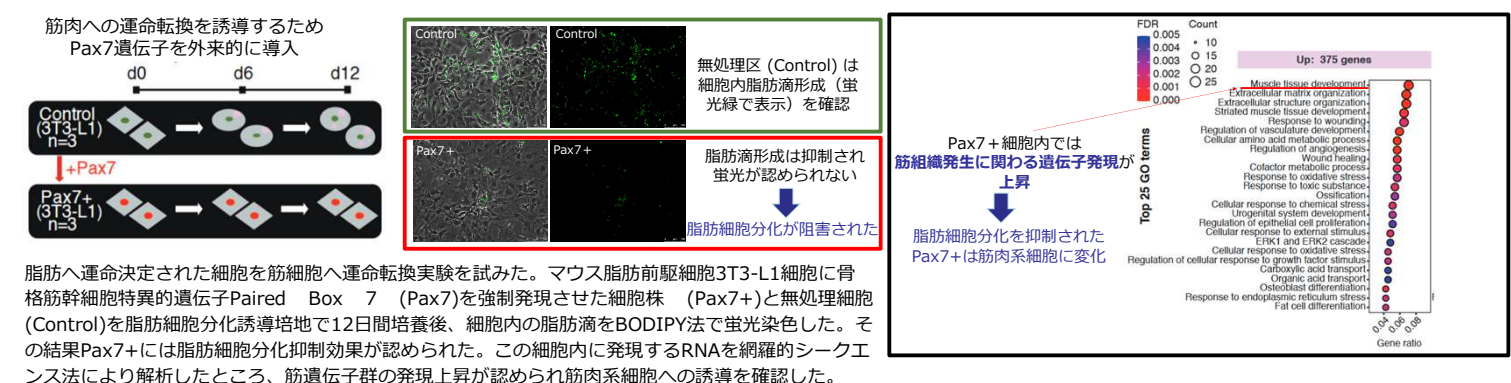 筋肉への運命転換を誘導するため
Pax7遺伝子を外来的に導入
d0 d6 d12
Control
(3T3-L1)
n=3
+Pax7
Pax7+
(3T3-L1)
n=3
Control
Control
無処理区 (Control) は
細胞内脂肪滴形成（蛍
光緑で表示）を確認
Pax7+
Pax7+
脂肪滴形成は抑制され
蛍光が認められない
脂肪細胞分化が阻害された
脂肪へ運命決定された細胞を筋細胞へ運命転換実験を試みた。マウス脂肪前駆細胞3T3-L1細胞に骨
格筋幹細胞特異的遺伝子Paired Box 7 (Pax7)を強制発現させた細胞株 (Pax7+)と無処理細胞
(Control)を脂肪細胞分化誘導培地で12日間培養後、細胞内の脂肪滴をBODIPY法で蛍光染色した。そ
の結果Pax7+には脂肪細胞分化抑制効果が認められた。この細胞内に発現するRNAを網羅的シークエ
ンス法により解析したところ、筋遺伝子群の発現上昇が認められ筋肉系細胞への誘導を確認した。
Pax7＋細胞内では
筋組織発生に関わる遺伝子発現が
上昇
脂肪細胞分化を抑制された
Pax7+は筋肉系細胞に変化
FDR
0.005
0.004
0.003
0.002
0.001
0.000
Count
10
15
20
25
Up: 375 genes
Top 25 GO terms
Muscle tissue development
Extracellular matrix organization
Extracellular structure organization
Striated muscle tissue development
Response to wounding
Regulation of vasculature development
Cellular amino acid metabolic process
Regulation of angiogenesis
Wound healing
Cofactor metabolic process
Response to oxidative stress
Response to toxic substance
Ossification
Cellular response to chemical stress
Urogenital system development
Regulation of epithelial cell proliferation
Cellular response to external stimulus
ERK1 and ERK2 cascade
Cellular response to oxidative stress
Regulation of cellular response to growth factor stimulus
Carboxylic acid transport
Organic acid transport
Osteoblast differentiation
Response to endoplasmic reticulum stress
Fat cell differentiation
0.04 0.06 0.08
Gene ratio